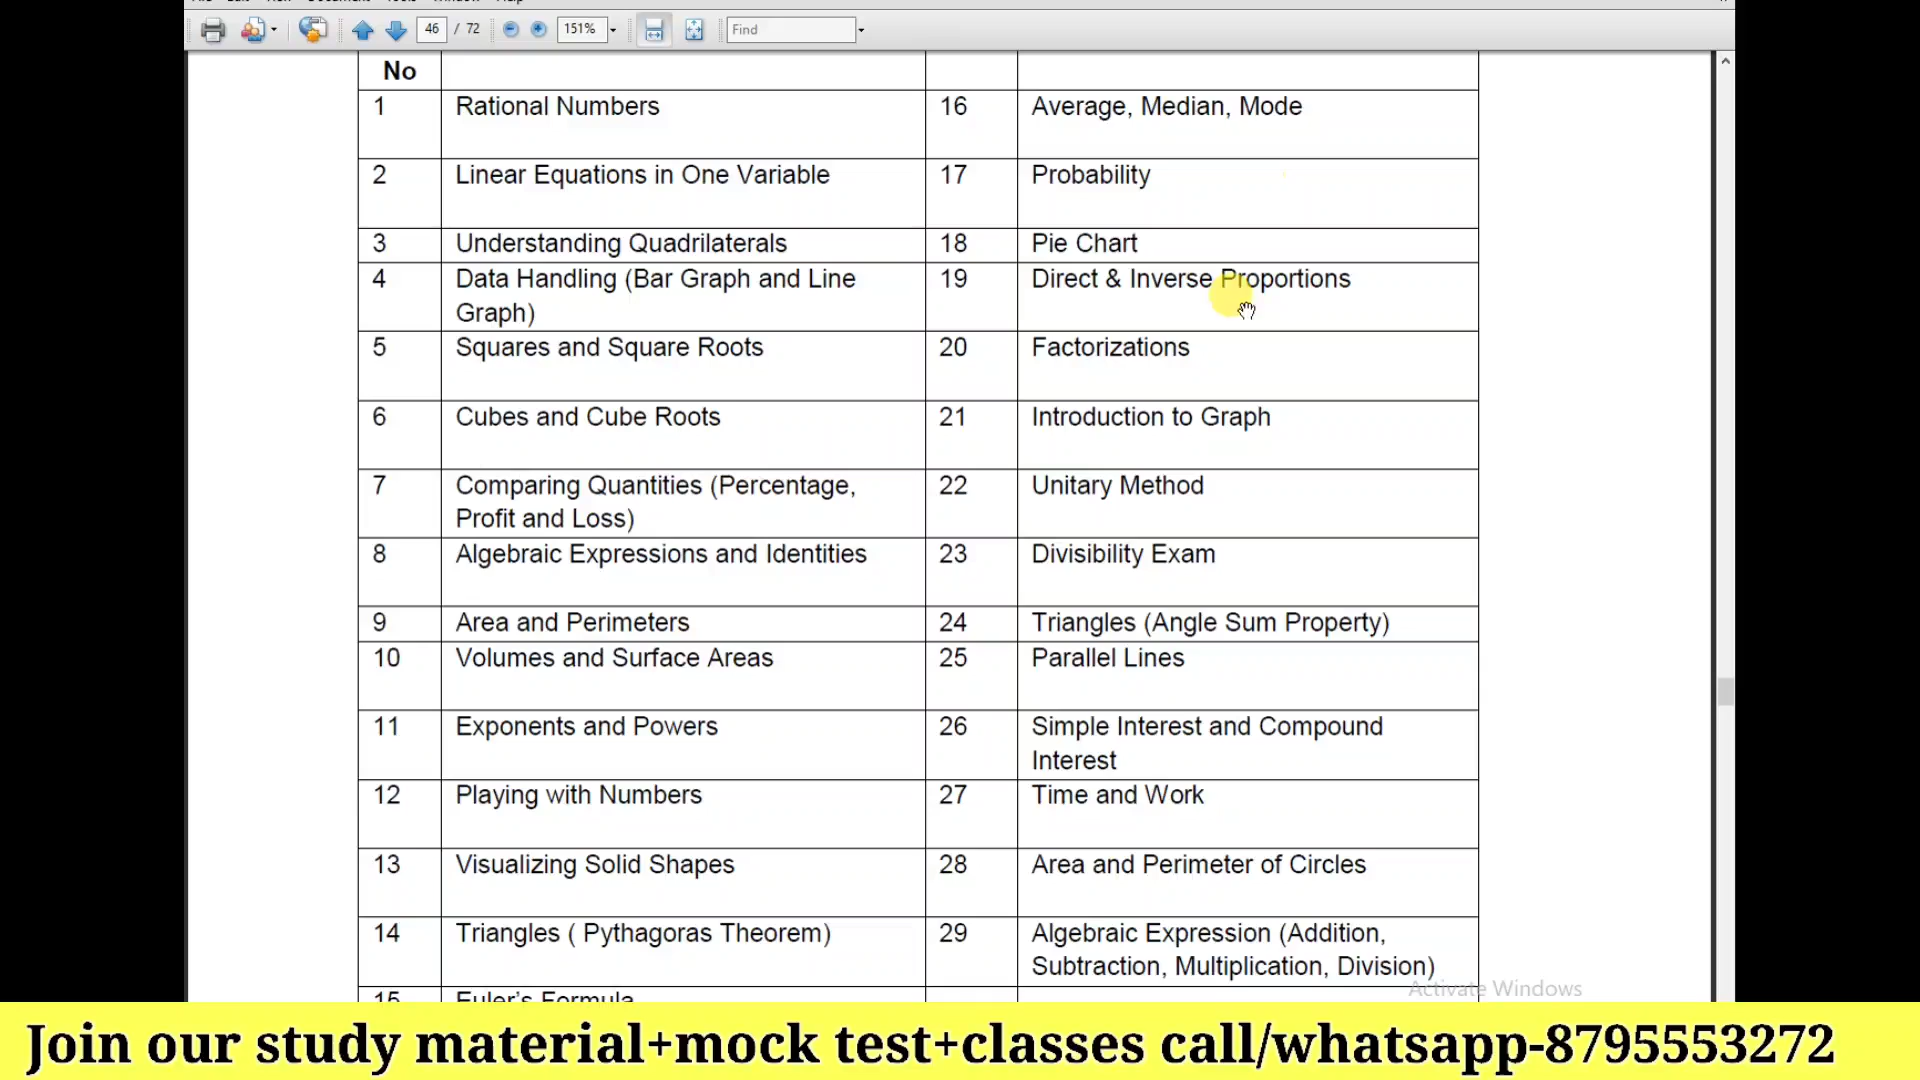 46 / 72 151% Find
No
1 Rational Numbers 16 Average, Median, Mode
2 Linear Equations in One Variable 17 Probability
3 Understanding Quadrilaterals 18 Pie Chart
4 Data Handling (Bar Graph and Line 19 Direct & Inverse Proportions
Graph)
5 Squares and Square Roots 20 Factorizations
6 Cubes and Cube Roots 21 Introduction to Graph
7 Comparing Quantities (Percentage, 22 Unitary Method
Profit and Loss)
8 Algebraic Expressions and Identities 23 Divisibility Exam
9 Area and Perimeters 24 Triangles (Angle Sum Property)
10 Volumes and Surface Areas 25 Parallel Lines
11 Exponents and Powers 26 Simple Interest and Compound
Interest
12 Playing with Numbers 27 Time and Work
13 Visualizing Solid Shapes 28 Area and Perimeter of Circles
14 Triangles ( Pythagoras Theorem) 29 Algebraic Expression (Addition,
Subtraction, Multiplication, Division)
Activate Windows
15 Euler's Formula
Join our study material+mock test+classes call/whatsapp-8795553272